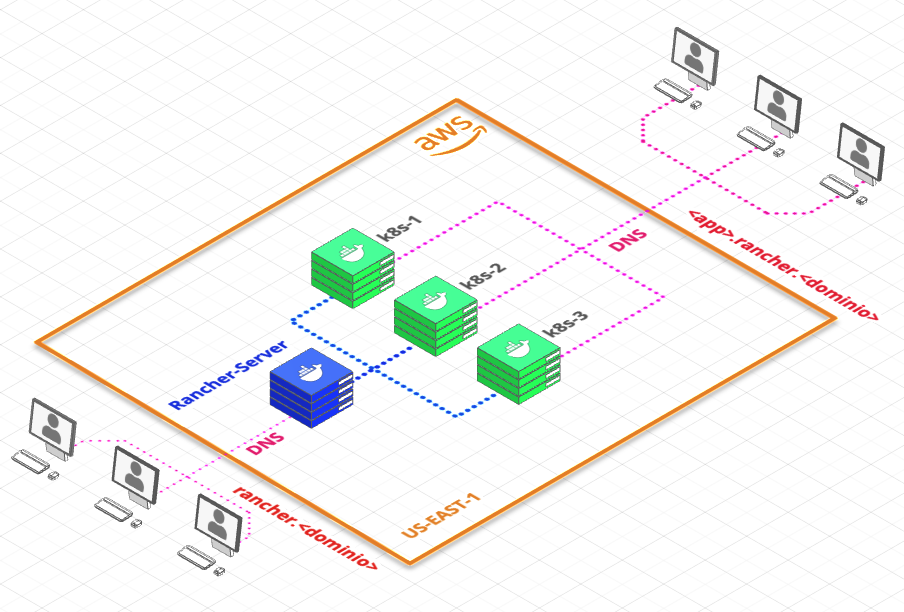 aws
k8s-1
k8s-2
k8s-3
DNS
<app>.rancher.<dominio>
Rancher-Server
DNS
rancher.<dominio>
US-EAST-1